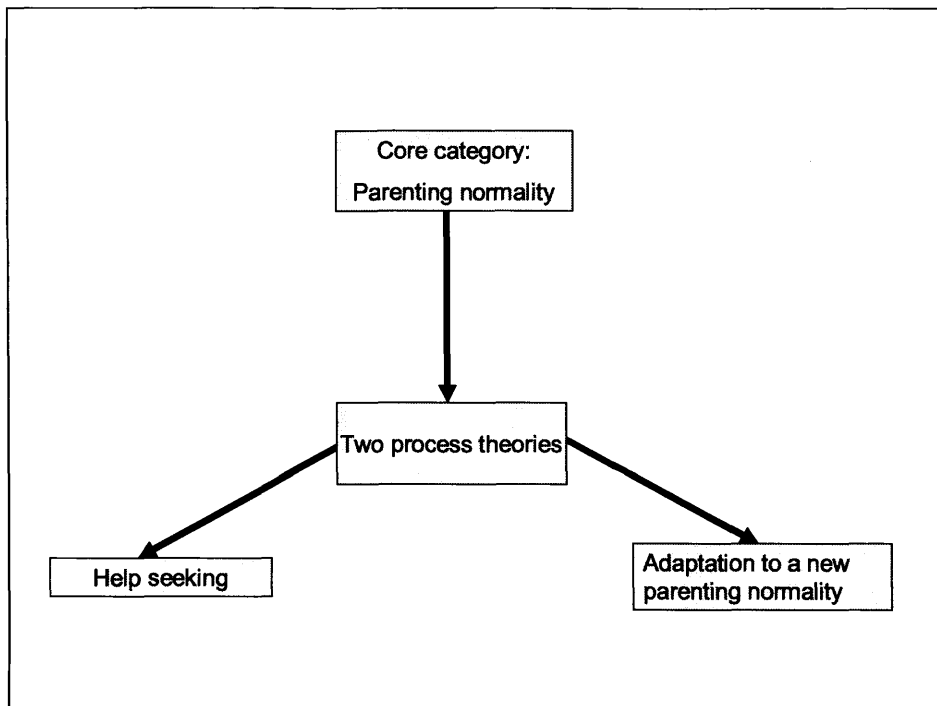 Core category:
Parenting normality
Two process theories
Help seeking
Adaptation to a new
parenting normality